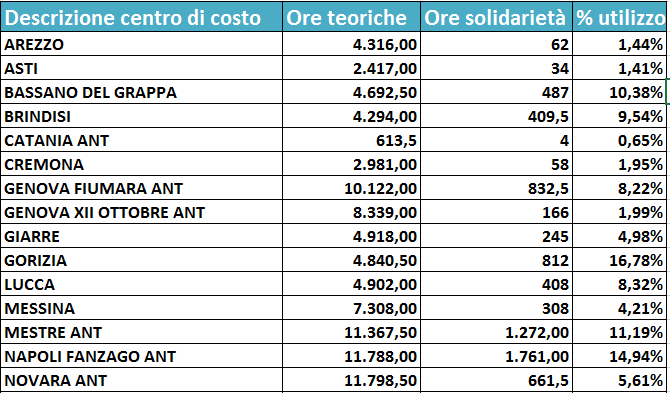 Descrizione centro di costo Ore teoriche Ore solidarietà % utilizzo
AREZZO 4.316,00 62 1,44%
ASTI 2.417,00 34 1,41%
BASSANO DEL GRAPPA 4.692,50 487 10,38%
BRINDISI 4.294,00 409,5 9,54%
CATANIA ANT 613,5 4 0,65%
CREMONA 2.981,00 58 1,95%
GENOVA FIUMARA ANT 10.122,00 832,5 8,22%
GENOVA XII OTTOBRE ANT 8.339,00 166 1,99%
GIARRE 4.918,00 245 4,98%
GORIZIA 4.840,50 812 16,78%
LUCCA 4.902,00 408 8,32%
MESSINA 7.308,00 308 4,21%
MESTRE ANT 11.367,50 1.272,00 11,19%
NAPOLI FANZAGO ANT 11.788,00 1.761,00 14,94%
NOVARA ANT 11.798,50 661,5 5,61%